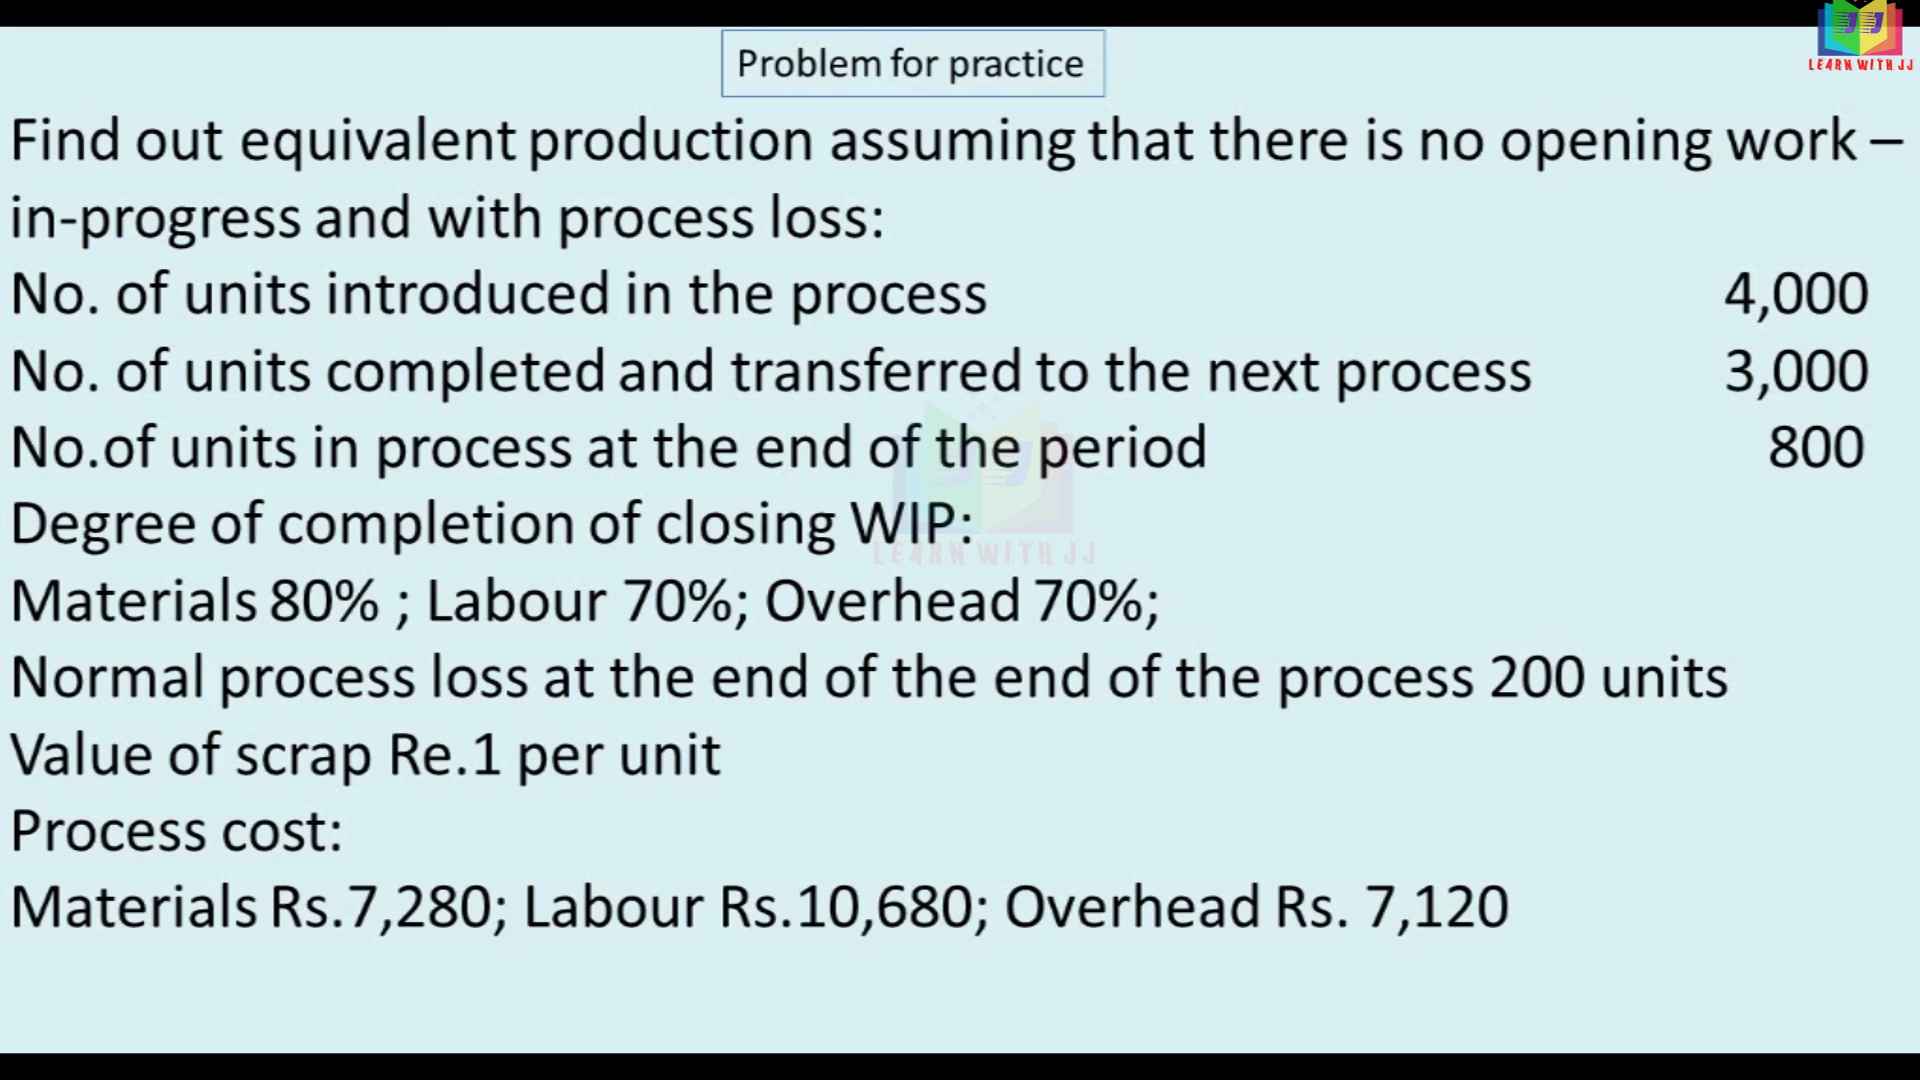 Problem for practice
LEARN WITH JJ
Find out equivalent production assuming that there is no opening work –
in-progress and with process loss:
No. of units introduced in the process 4,000
No. of units completed and transferred to the next process 3,000
No.of units in process at the end of the period 800
Degree of completion of closing WIP:
LEARN WITH JJ
Materials 80% ; Labour 70%; Overhead 70%;
Normal process loss at the end of the end of the process 200 units
Value of scrap Re.1 per unit
Process cost:
Materials Rs.7,280; Labour Rs.10,680; Overhead Rs. 7,120